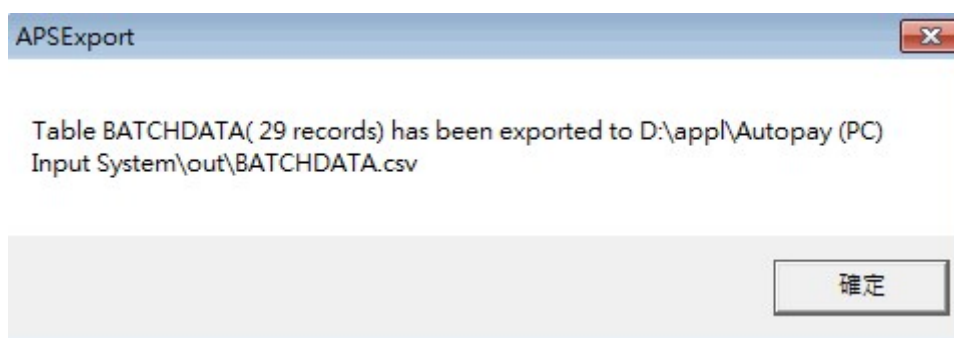 APSExport
Table BATCHDATA( 29 records) has been exported to D:\appl\Autopay (PC)
Input System\out\BATCHDATA.csv
確定